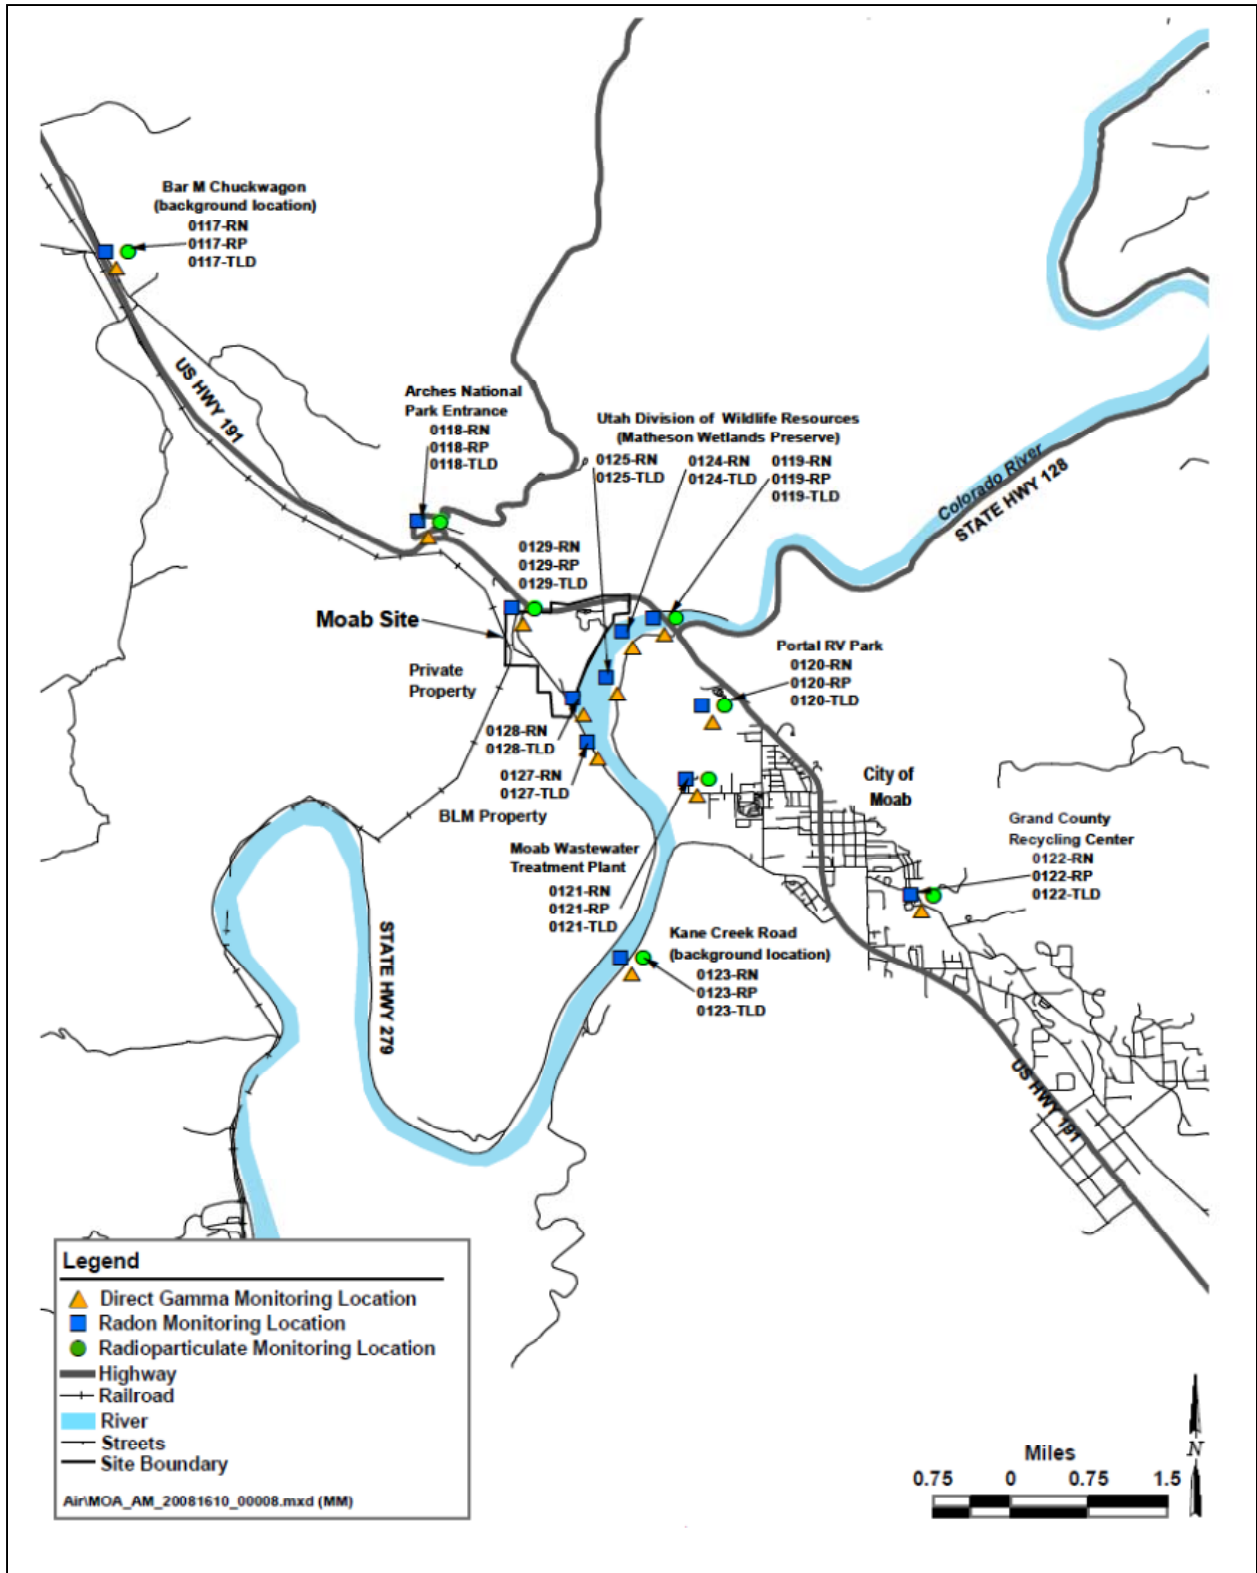 Bar M Chuckwagon
(background location)
0117-RN
0117-RP
0117-TLD
US HWY 191
Arches National
Park Entrance
0118-RN
0118-RP
0118-TLD
Utah Division of Wildlife Resources
(Matheson Wetlands Preserve)
0125-RN
0125-TLD
0124-RN
0124-TLD
0119-RN
0119-RP
0119-TLD
Colorado River
STATE HWY 128
0129-RN
0129-RP
0129-TLD
Moab Site
Private
Property
Portal RV Park
0120-RN
0120-RP
0120-TLD
0128-RN
0128-TLD
0127-RN
0127-TLD
BLM Property
City of
Moab
Moab Wastewater
Treatment Plant
0121-RN
0121-RP
0121-TLD
Grand County
Recycling Center
0122-RN
0122-RP
0122-TLD
Kane Creek Road
(background location)
0123-RN
0123-RP
0123-TLD
STATE HWY 279
US HWY 191
Legend
Direct Gamma Monitoring Location
Radon Monitoring Location
Radioparticulate Monitoring Location
Highway
Railroad
River
Streets
Site Boundary
Air\MOA_AM_20081610_00008.mxd (MM)
N
Miles
0.75 0 0.75 1.5